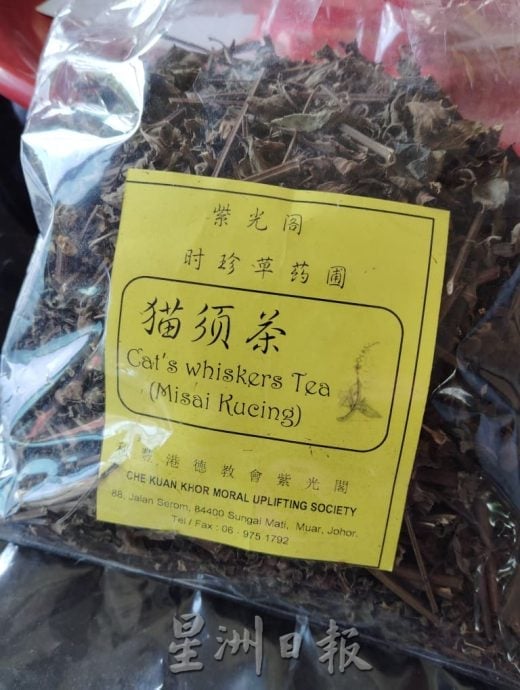 紫光阁
时珍草药圃
猫须茶
Cat's whiskers Tea
(Misai Kucing)
港德教會紫光閣
CHE KUAN KHOR MORAL UPLIFTING SOCIETY
88, Jalan Serom, 84400 Sungai Mati, Muar, Johor.
Tel / Fax : 06 - 975 1792
星洲日報